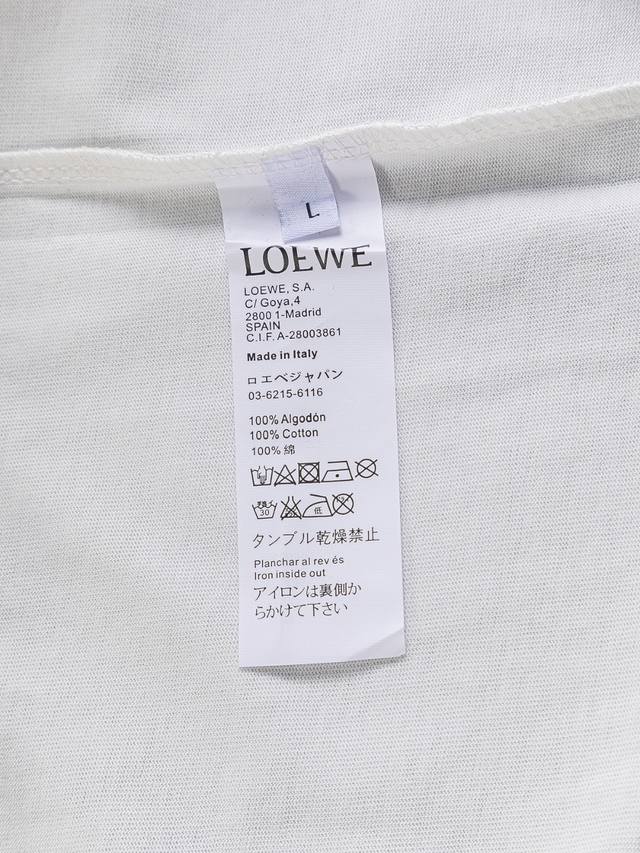 L
LOEWE
LOEWE, S.A.
C/ Goya,4
2800 1-Madrid
SPAIN
C.I.F. A-28003861
Made in Italy
ロエベジャパン
03-6215-6116
100% Algodón
100% Cotton
100% 綿
30 低
タンブル乾燥禁止
Planchar al rev és
Iron inside out
アイロンは裏側か
らかけて下さい